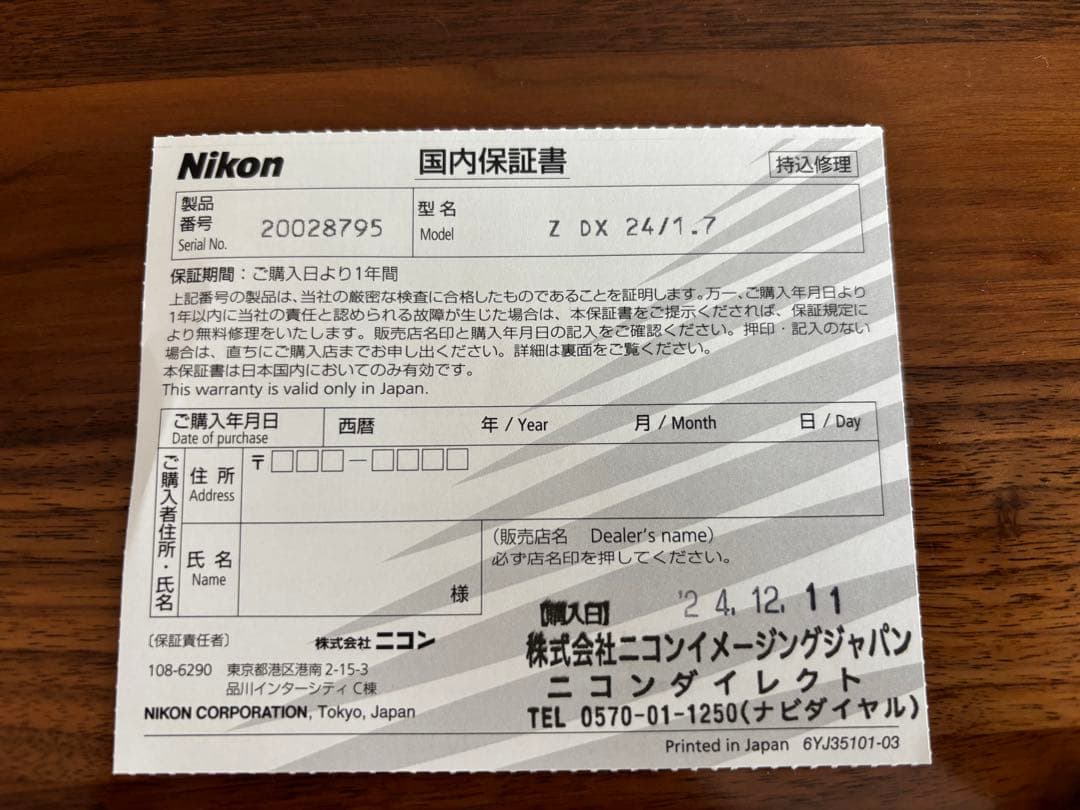 Nikon 国内保証書 持込修理
製品番号 Serial No. 20028795 型名 Model Z DX 24/1.7
保証期間：ご購入日より1年間
上記番号の製品は、当社の厳密な検査に合格したものであることを証明します。万一、ご購入年月日より
1年以内に当社の責任と認められる故障が生じた場合は、本保証書をご提示くだされば、保証規定に
より無料修理をいたします。販売店名印と購入年月日の記入をご確認ください。押印・記入のない
場合は、直ちにご購入店までお申し出ください。詳細は裏面をご覧ください。
本保証書は日本国内においてのみ有効です。
This warranty is valid only in Japan.
ご購入年月日 Date of purchase 西暦 年 / Year 月 / Month 日 / Day
ご購入者住所・氏名
住所 Address 〒□□□－□□□□
氏名 Name 様
（販売店名 Dealer's name）
必ず店名印を押してください。
【購入日】 '24.12.11
株式会社ニコンイメージングジャパン
ニコンダイレクト
TEL 0570-01-1250(ナビダイヤル)
〔保証責任者〕 株式会社 ニコン
108-6290 東京都港区港南 2-15-3
品川インターシティ C棟
NIKON CORPORATION, Tokyo, Japan
Printed in Japan 6YJ35101-03